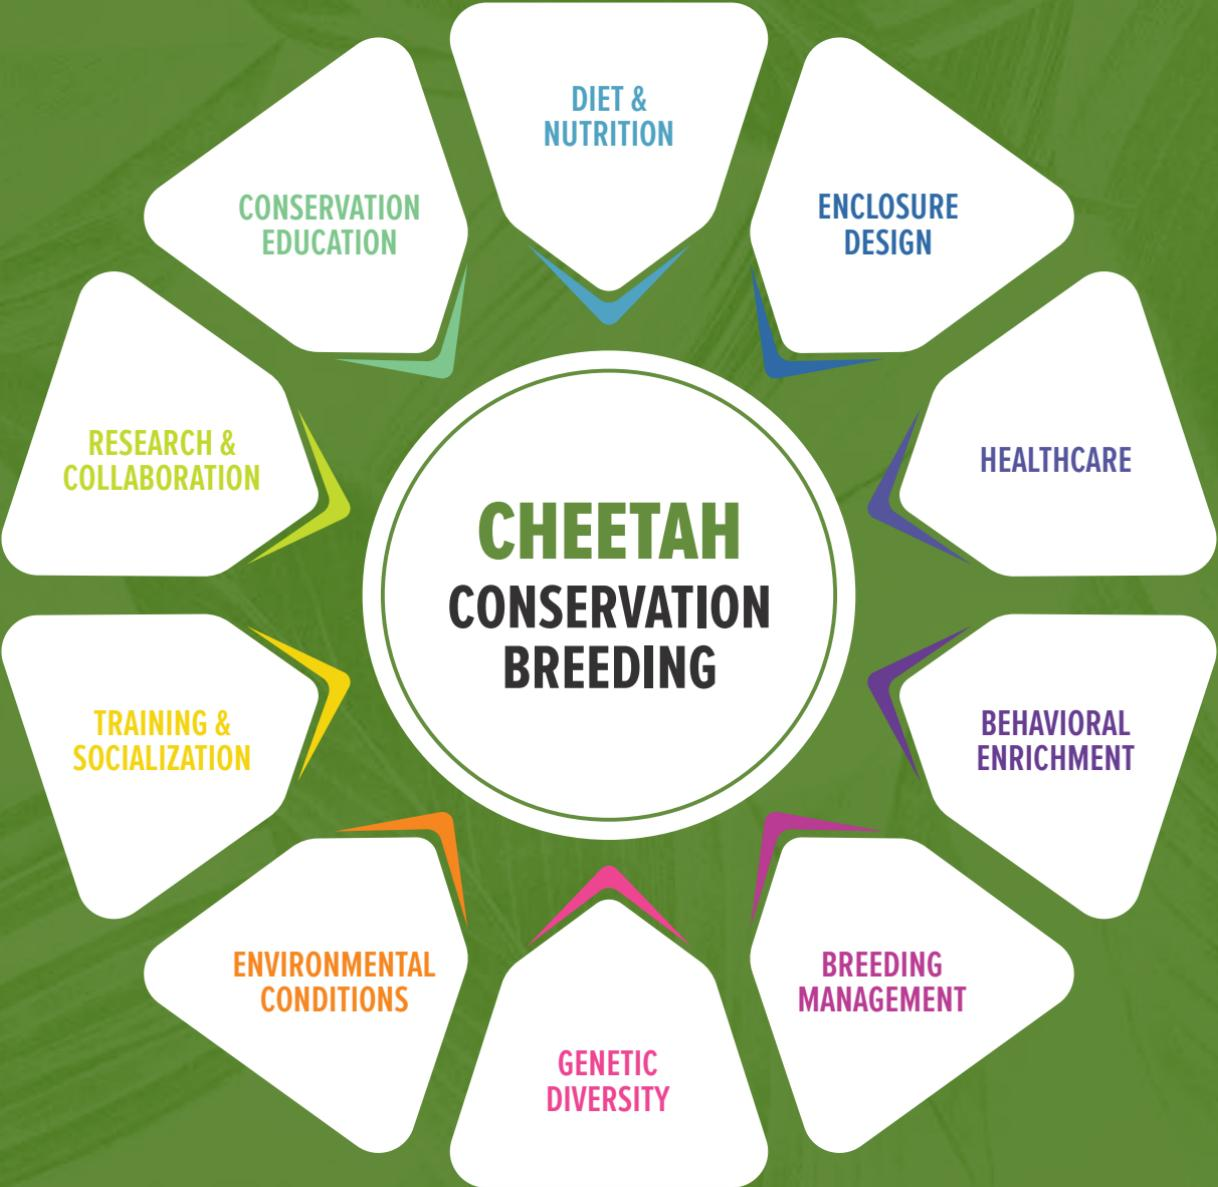 DIET &
NUTRITION
ENCLOSURE
DESIGN
HEALTHCARE
BEHAVIORAL
ENRICHMENT
BREEDING
MANAGEMENT
GENETIC
DIVERSITY
ENVIRONMENTAL
CONDITIONS
TRAINING &
SOCIALIZATION
RESEARCH &
COLLABORATION
CONSERVATION
EDUCATION
CHEETAH
CONSERVATION
BREEDING